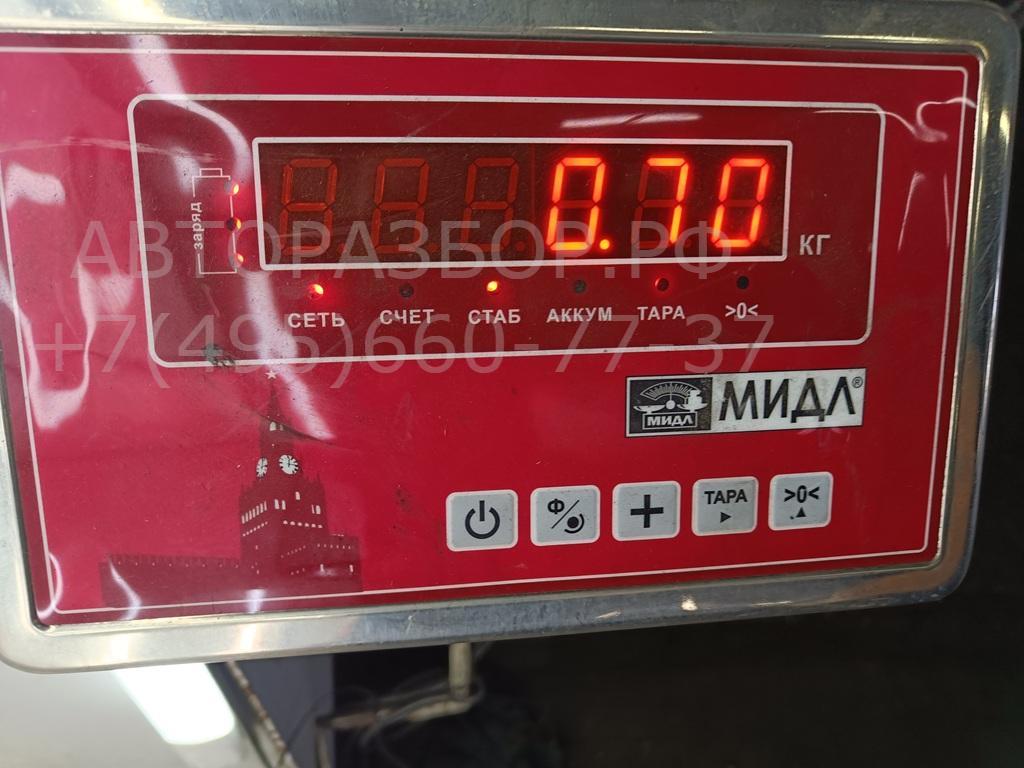 заряд
0.70
КГ
СЕТЬ СЧЕТ СТАБ АККУМ ТАРА >0<
АВТОРАЗБОР.РФ
+7(495)660-77-37
МИДЛ МИДЛ®
Ф + ТАРА >0<